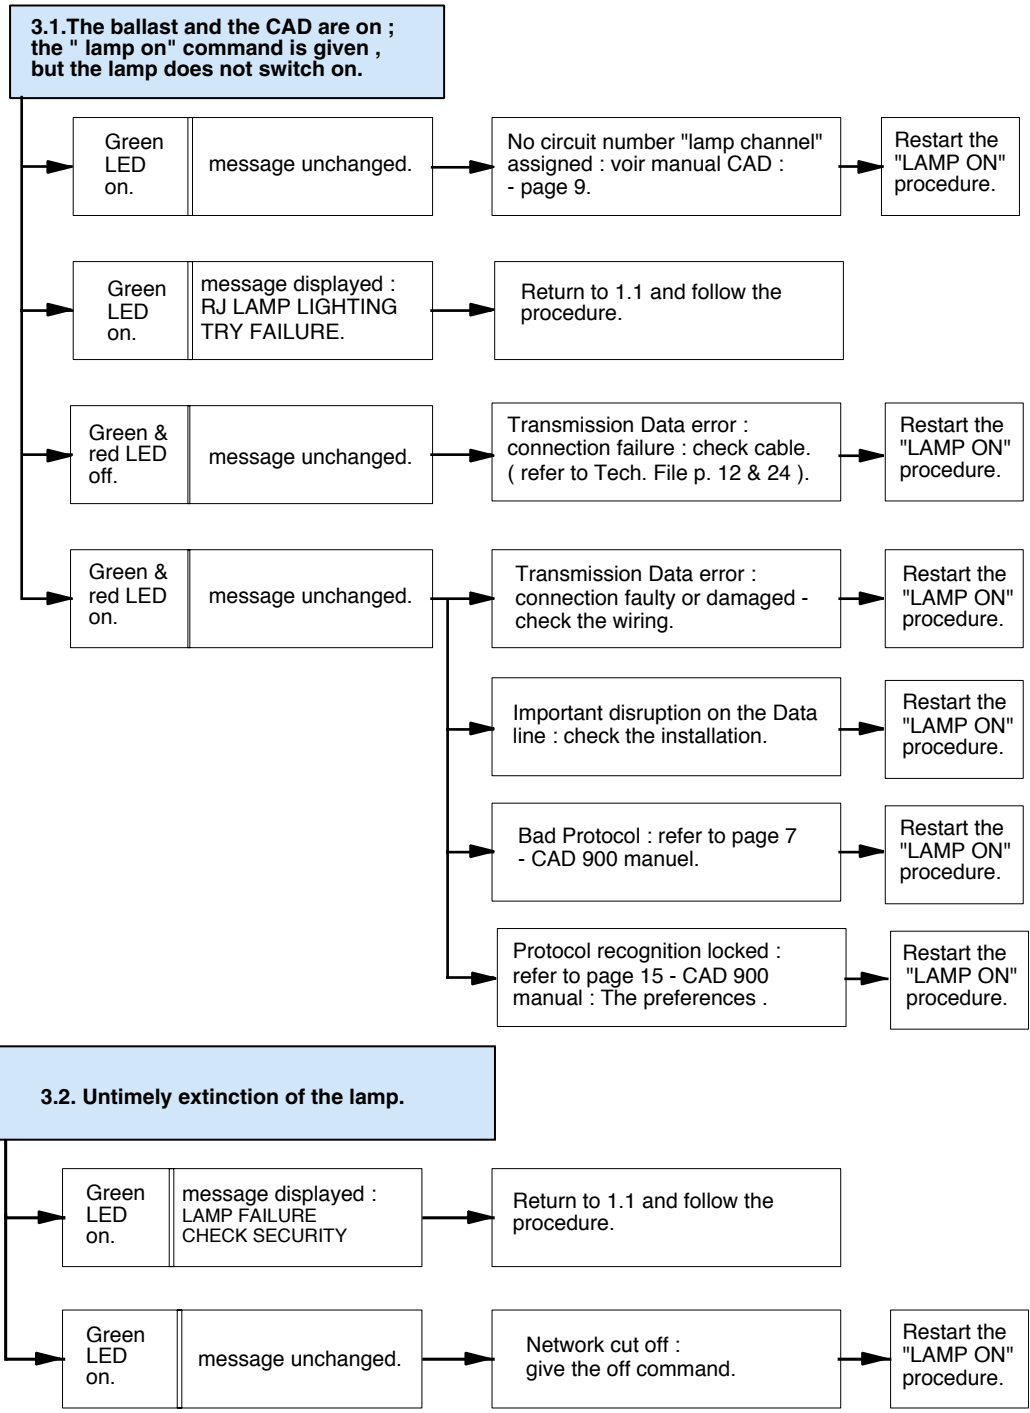 3.1.The ballast and the CAD are on ;
the " lamp on" command is given ,
but the lamp does not switch on.
Green
LED
on.
message unchanged.
No circuit number "lamp channel"
assigned : voir manual CAD :
- page 9.
Restart the
"LAMP ON"
procedure.
Green
LED
on.
message displayed :
RJ LAMP LIGHTING
TRY FAILURE.
Return to 1.1 and follow the
procedure.
Green &
red LED
off.
message unchanged.
Transmission Data error :
connection failure : check cable.
( refer to Tech. File p. 12 & 24 ).
Restart the
"LAMP ON"
procedure.
Green &
red LED
on.
message unchanged.
Transmission Data error :
connection faulty or damaged -
check the wiring.
Restart the
"LAMP ON"
procedure.
Important disruption on the Data
line : check the installation.
Restart the
"LAMP ON"
procedure.
Bad Protocol : refer to page 7
- CAD 900 manuel.
Restart the
"LAMP ON"
procedure.
Protocol recognition locked :
refer to page 15 - CAD 900
manual : The preferences .
Restart the
"LAMP ON"
procedure.
3.2. Untimely extinction of the lamp.
Green
LED
on.
message displayed :
LAMP FAILURE
CHECK SECURITY
Return to 1.1 and follow the
procedure.
Green
LED
on.
message unchanged.
Network cut off :
give the off command.
Restart the
"LAMP ON"
procedure.